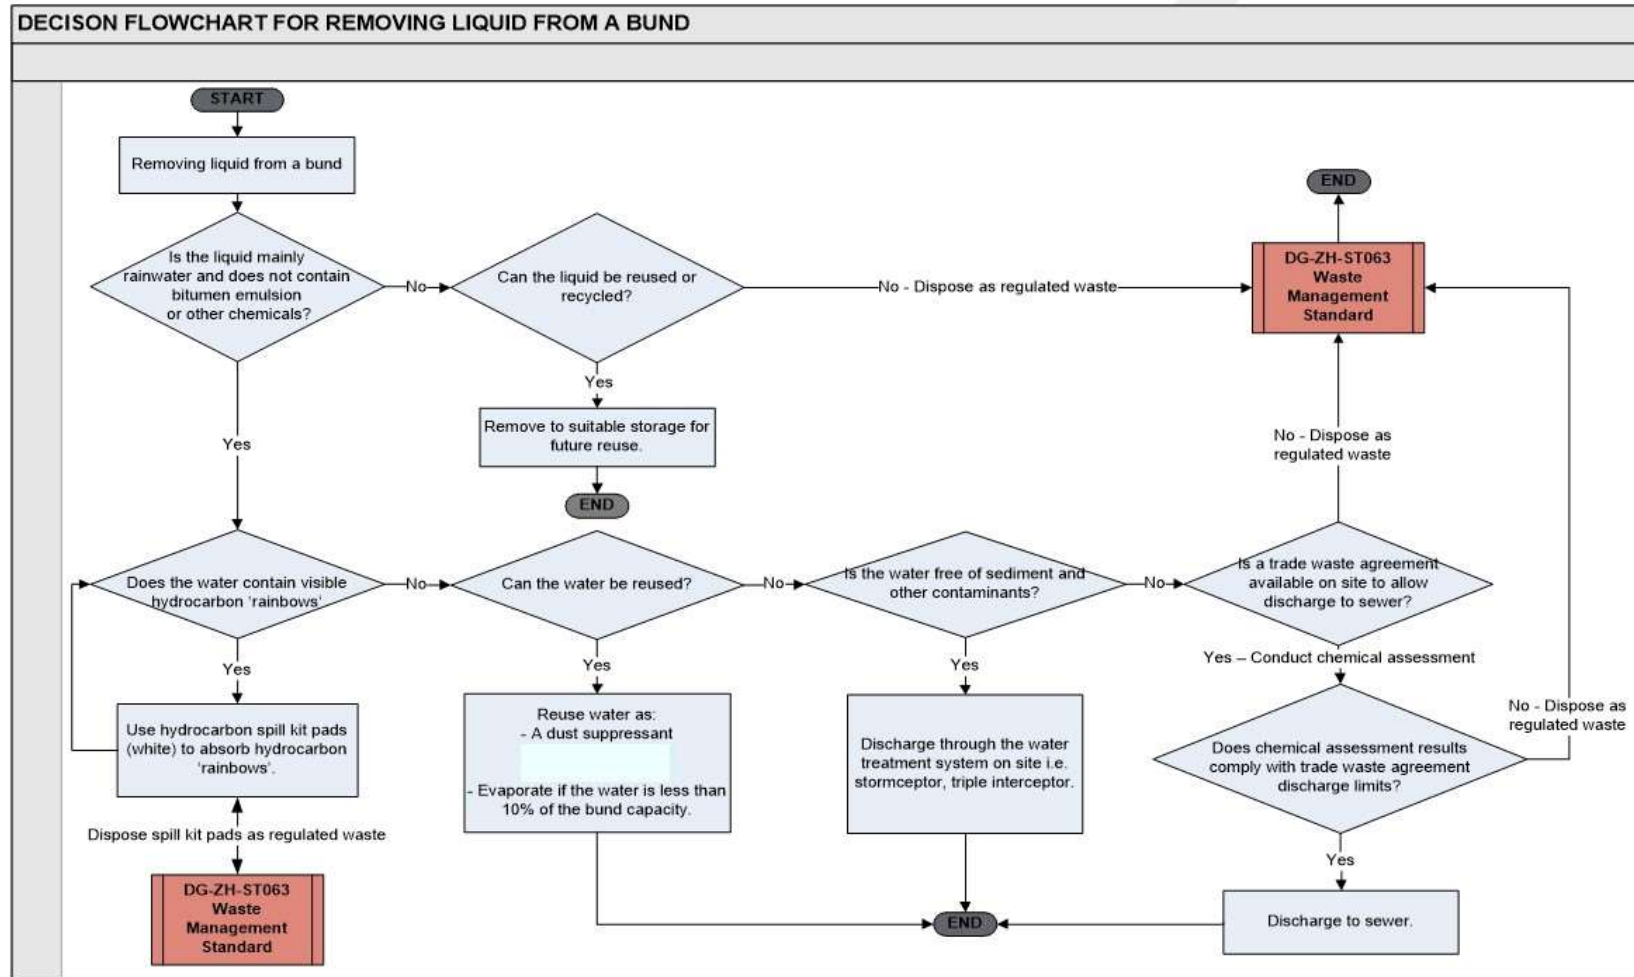 DECISON FLOWCHART FOR REMOVING LIQUID FROM A BUND
START
Removing liquid from a bund
Is the liquid mainly
rainwater and does not contain
bitumen emulsion
or other chemicals?
No
Can the liquid be reused or
recycled?
No - Dispose as regulated waste
END
DG-ZH-ST063
Waste
Management
Standard
Yes
Remove to suitable storage for
future reuse.
END
Yes
No - Dispose as
regulated waste
Does the water contain visible
hydrocarbon 'rainbows'
No
Can the water be reused?
No
Is the water free of sediment and
other contaminants?
No
Is a trade waste agreement
available on site to allow
discharge to sewer?
Yes
Use hydrocarbon spill kit pads
(white) to absorb hydrocarbon
'rainbows'.
Dispose spill kit pads as regulated waste
DG-ZH-ST063
Waste
Management
Standard
Yes
Reuse water as:
- A dust suppressant
- Evaporate if the water is less than
10% of the bund capacity.
Yes
Discharge through the water
treatment system on site i.e.
stormceptor, triple interceptor.
Yes – Conduct chemical assessment
Does chemical assessment results
comply with trade waste agreement
discharge limits?
No - Dispose as
regulated waste
Yes
Discharge to sewer.
END